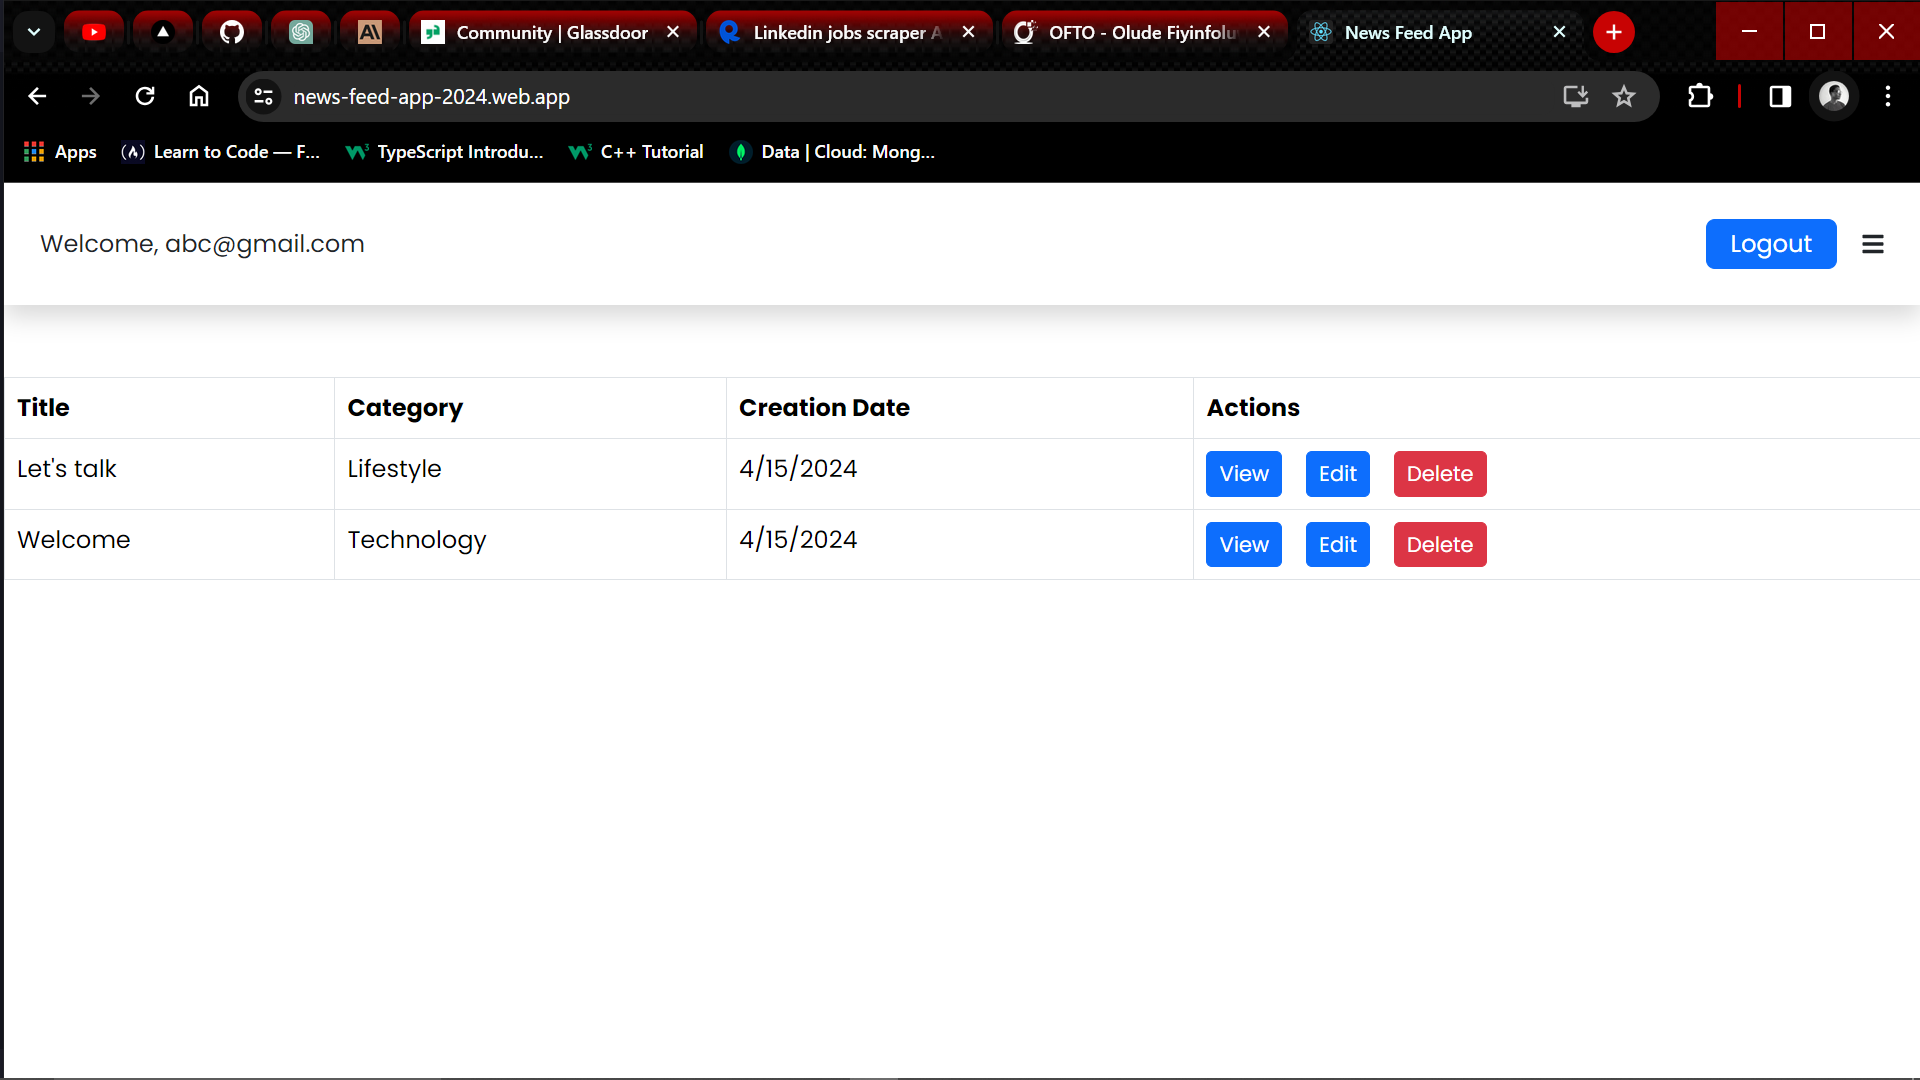 Community | Glassdoor
Linkedin jobs scraper
OFTO - Olude Fiyinfolu
News Feed App
news-feed-app-2024.web.app
Apps
Learn to Code — F...
TypeScript Introdu...
C++ Tutorial
Data | Cloud: Mong...
Welcome, abc@gmail.com
Logout
Title Category Creation Date Actions
Let's talk Lifestyle 4/15/2024 View Edit Delete
Welcome Technology 4/15/2024 View Edit Delete